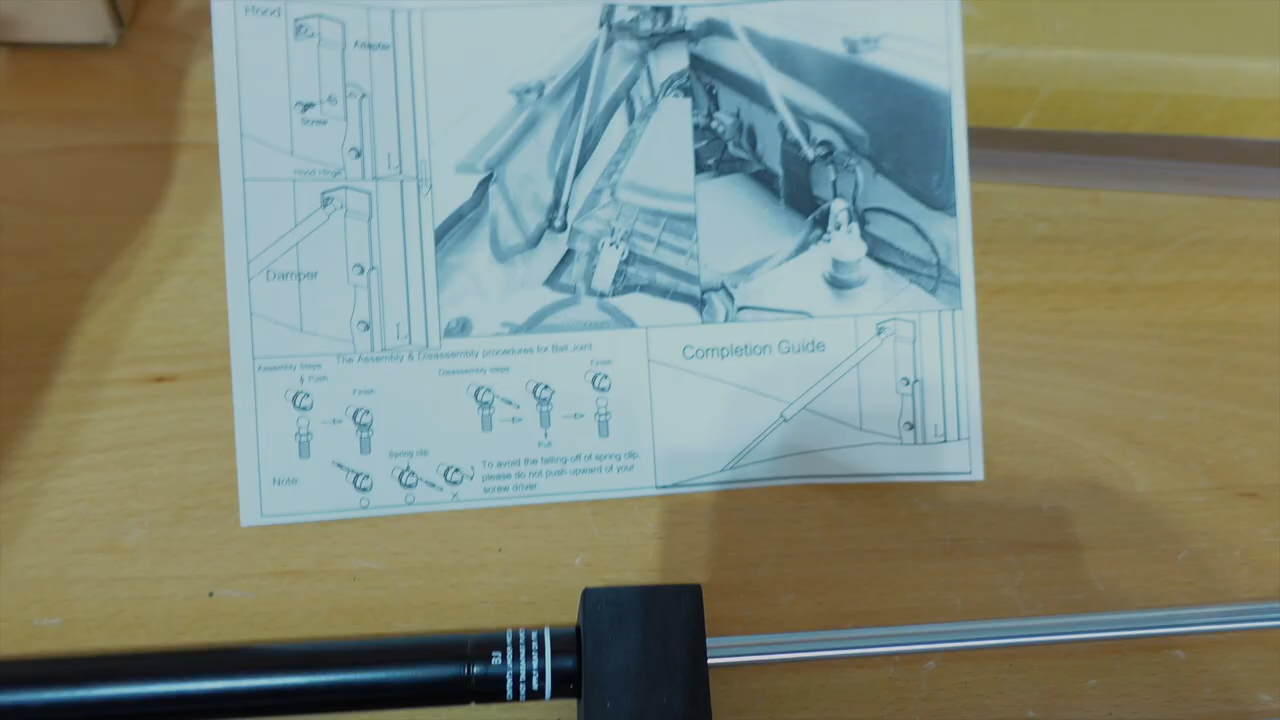 Hood
Adapter
Screw
Hood Hinge
Damper
The Assembly & Disassembly procedures for Ball Joint
Assembly steps
Push
Finish
Disassembly steps
Finish
Pull
Spring clip
Note:
To avoid the falling-off of spring clip,
please do not push upward of your
screw driver
Completion Guide
BJ